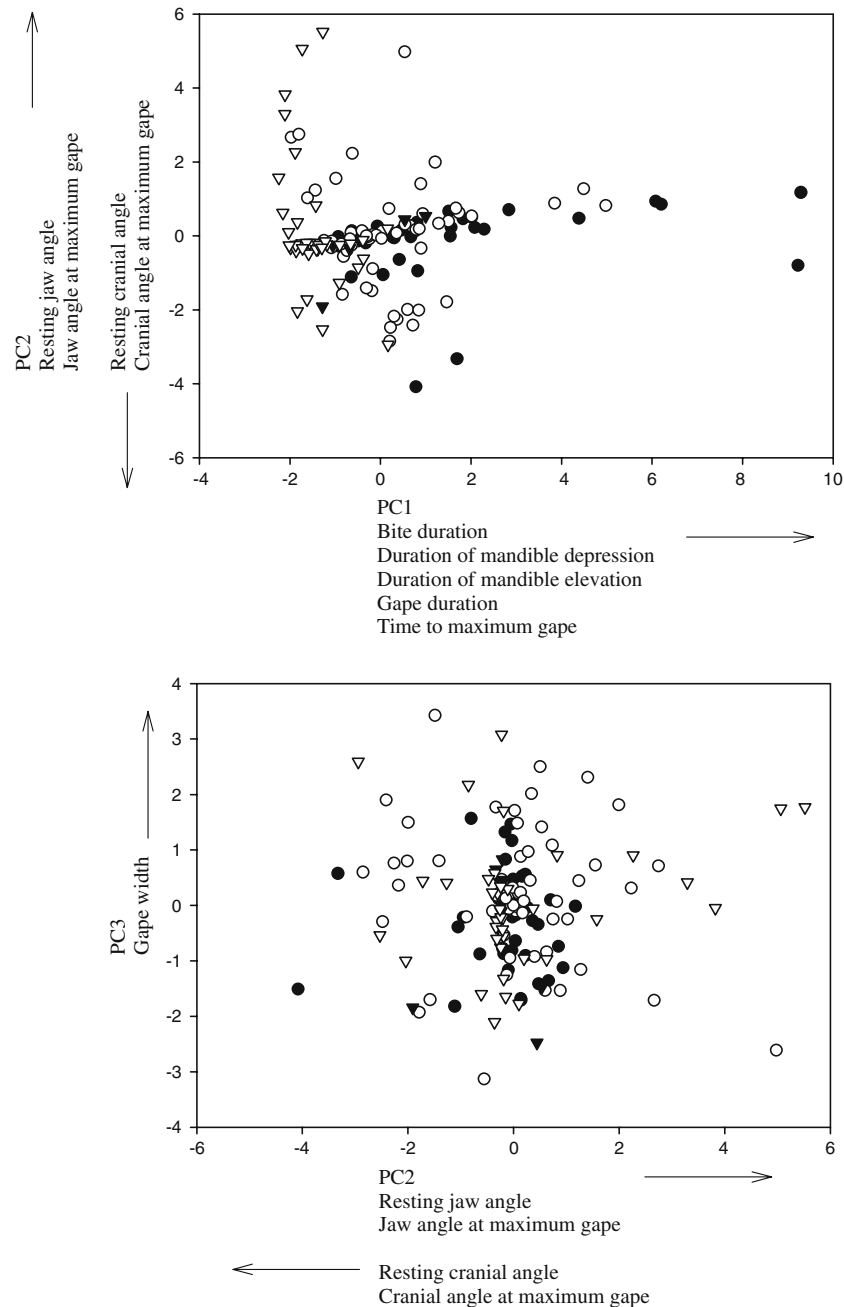 6
4
2
0
-2
-4
-6
-4
-2
0
2
4
6
8
10
PC2
Resting jaw angle
Jaw angle at maximum gape
Resting cranial angle
Cranial angle at maximum gape
PC1
Bite duration
Duration of mandible depression
Duration of mandible elevation
Gape duration
Time to maximum gape
4
3
2
1
0
-1
-2
-3
-4
-6
-4
-2
0
2
4
6
PC3
Gape width
PC2
Resting jaw angle
Jaw angle at maximum gape
Resting cranial angle
Cranial angle at maximum gape